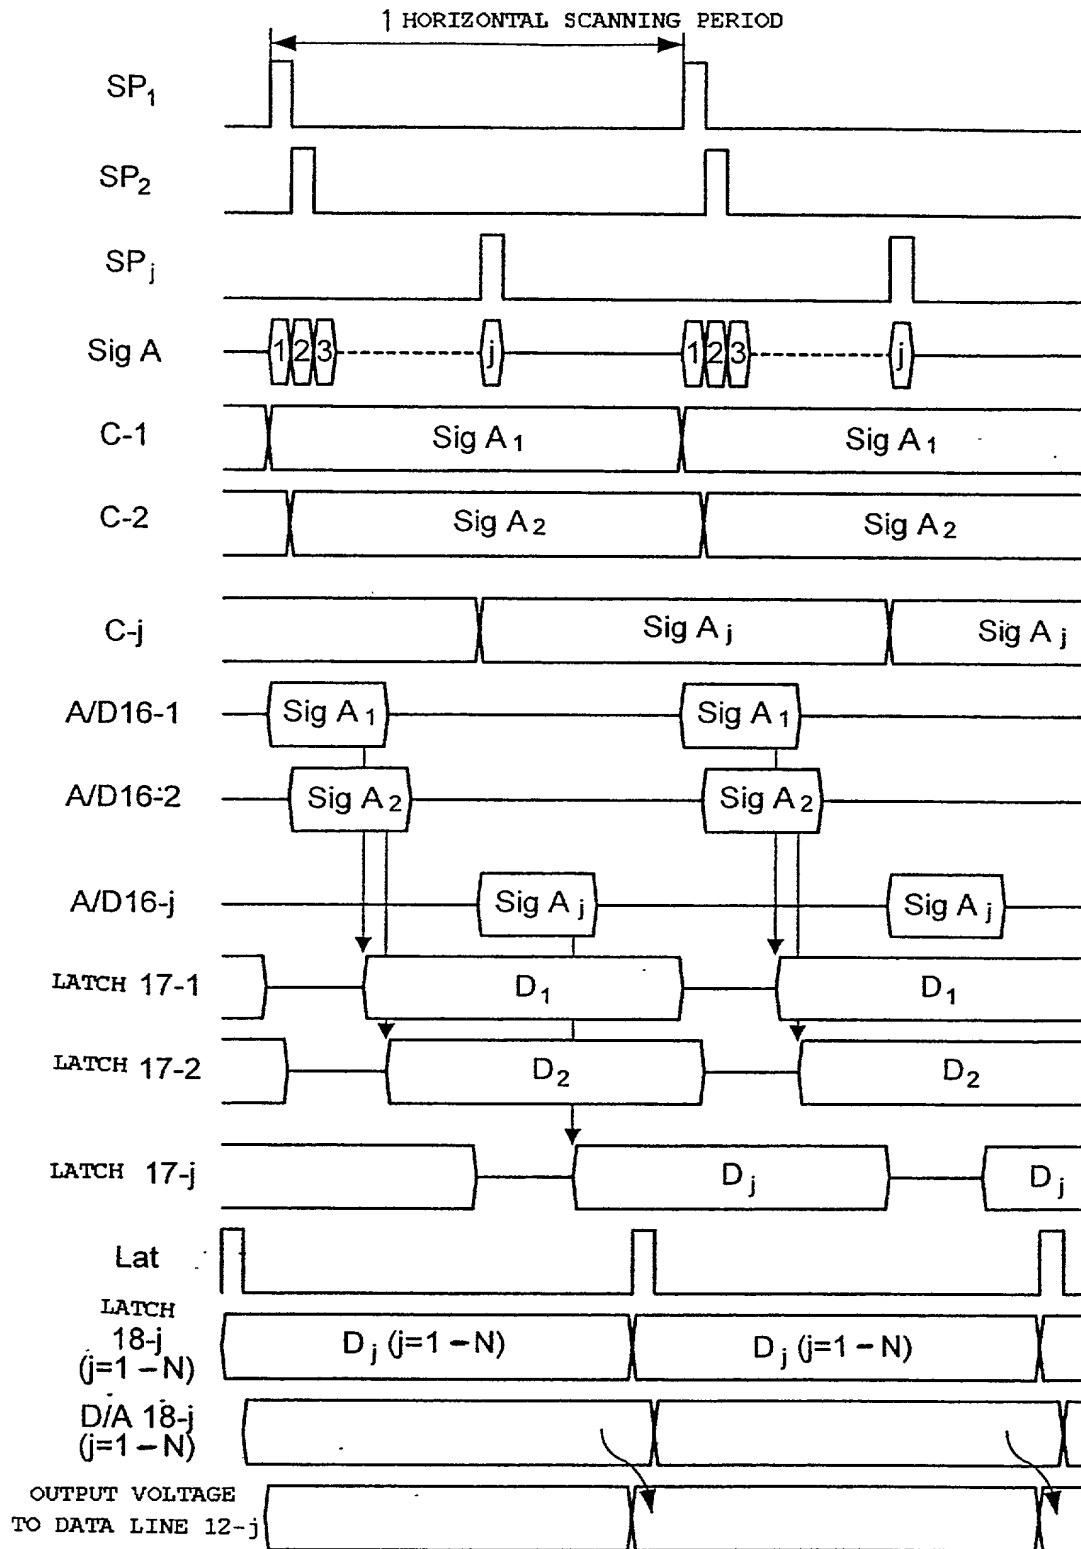 1 HORIZONTAL SCANNING PERIOD
SP1
SP2
SPj
Sig A 1 2 3 j 1 2 3 j
C-1 Sig A1 Sig A1
C-2 Sig A2 Sig A2
C-j Sig Aj Sig Aj
A/D16-1 Sig A1 Sig A1
A/D16-2 Sig A2 Sig A2
A/D16-j Sig Aj Sig Aj
LATCH 17-1 D1 D1
LATCH 17-2 D2 D2
LATCH 17-j Dj Dj
Lat
LATCH
18-j Dj (j=1–N) Dj (j=1–N)
(j=1–N)
D/A 18-j
(j=1–N)
OUTPUT VOLTAGE
TO DATA LINE 12-j